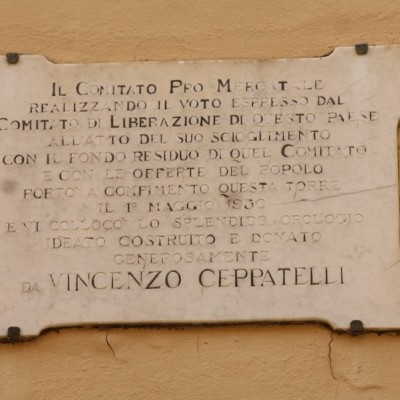 IL COMITATO PRO MERCATALE
REALIZZANDO IL VOTO ESPRESSO DAL
COMITATO DI LIBERAZIONE DI QUESTO PAESE
ALL'ATTO DEL SUO SCIOGLIMENTO
CON IL FONDO RESIDUO DI QUEL COMITATO
E CON LE OFFERTE DEL POPOLO
PORTÒ A COMPIMENTO QUESTA TORRE
IL 1º MAGGIO 1950
E VI COLLOCÒ LO SPLENDIDO OROLOGIO
IDEATO COSTRUITO E DONATO
GENEROSAMENTE
DA VINCENZO CEPPATELLI